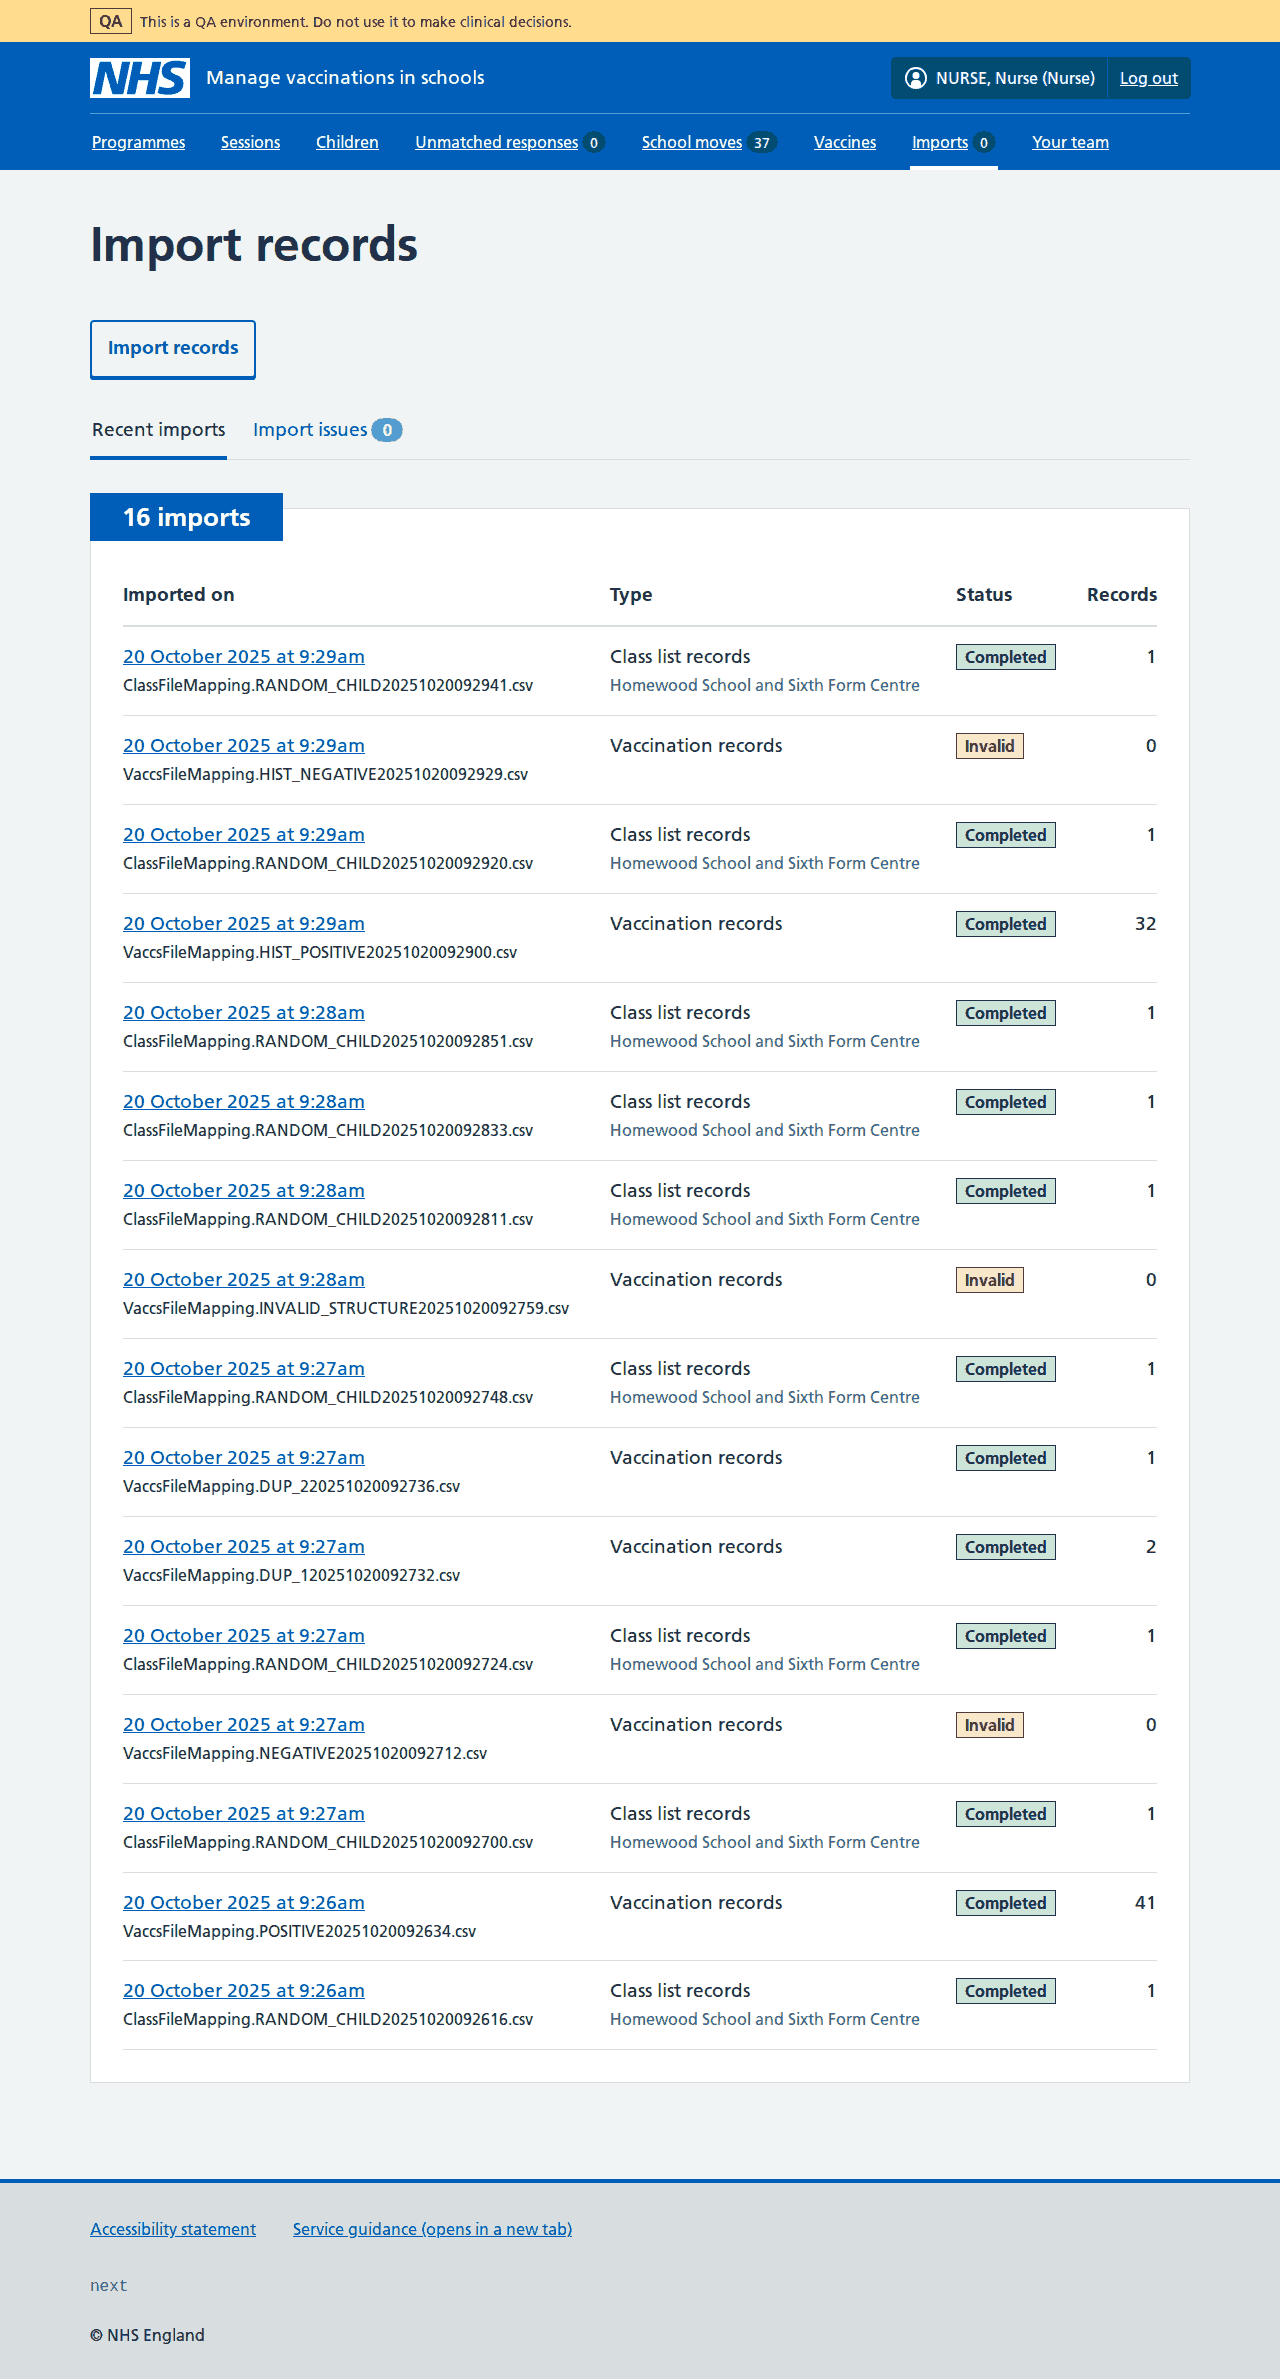 QA This is a QA environment. Do not use it to make clinical decisions.
NHS Manage vaccinations in schools NURSE, Nurse (Nurse) Log out
Programmes Sessions Children Unmatched responses 0 School moves 37 Vaccines Imports 0 Your team
Import records
Import records
Recent imports Import issues 0
16 imports
Imported on Type Status Records
20 October 2025 at 9:29am Class list records Completed 1
ClassFileMapping.RANDOM_CHILD20251020092941.csv Homewood School and Sixth Form Centre
20 October 2025 at 9:29am Vaccination records Invalid 0
VaccsFileMapping.HIST_NEGATIVE20251020092929.csv
20 October 2025 at 9:29am Class list records Completed 1
ClassFileMapping.RANDOM_CHILD20251020092920.csv Homewood School and Sixth Form Centre
20 October 2025 at 9:29am Vaccination records Completed 32
VaccsFileMapping.HIST_POSITIVE20251020092900.csv
20 October 2025 at 9:28am Class list records Completed 1
ClassFileMapping.RANDOM_CHILD20251020092851.csv Homewood School and Sixth Form Centre
20 October 2025 at 9:28am Class list records Completed 1
ClassFileMapping.RANDOM_CHILD20251020092833.csv Homewood School and Sixth Form Centre
20 October 2025 at 9:28am Class list records Completed 1
ClassFileMapping.RANDOM_CHILD20251020092811.csv Homewood School and Sixth Form Centre
20 October 2025 at 9:28am Vaccination records Invalid 0
VaccsFileMapping.INVALID_STRUCTURE20251020092759.csv
20 October 2025 at 9:27am Class list records Completed 1
ClassFileMapping.RANDOM_CHILD20251020092748.csv Homewood School and Sixth Form Centre
20 October 2025 at 9:27am Vaccination records Completed 1
VaccsFileMapping.DUP_220251020092736.csv
20 October 2025 at 9:27am Vaccination records Completed 2
VaccsFileMapping.DUP_120251020092732.csv
20 October 2025 at 9:27am Class list records Completed 1
ClassFileMapping.RANDOM_CHILD20251020092724.csv Homewood School and Sixth Form Centre
20 October 2025 at 9:27am Vaccination records Invalid 0
VaccsFileMapping.NEGATIVE20251020092712.csv
20 October 2025 at 9:27am Class list records Completed 1
ClassFileMapping.RANDOM_CHILD20251020092700.csv Homewood School and Sixth Form Centre
20 October 2025 at 9:26am Vaccination records Completed 41
VaccsFileMapping.POSITIVE20251020092634.csv
20 October 2025 at 9:26am Class list records Completed 1
ClassFileMapping.RANDOM_CHILD20251020092616.csv Homewood School and Sixth Form Centre
Accessibility statement Service guidance (opens in a new tab)
next
© NHS England